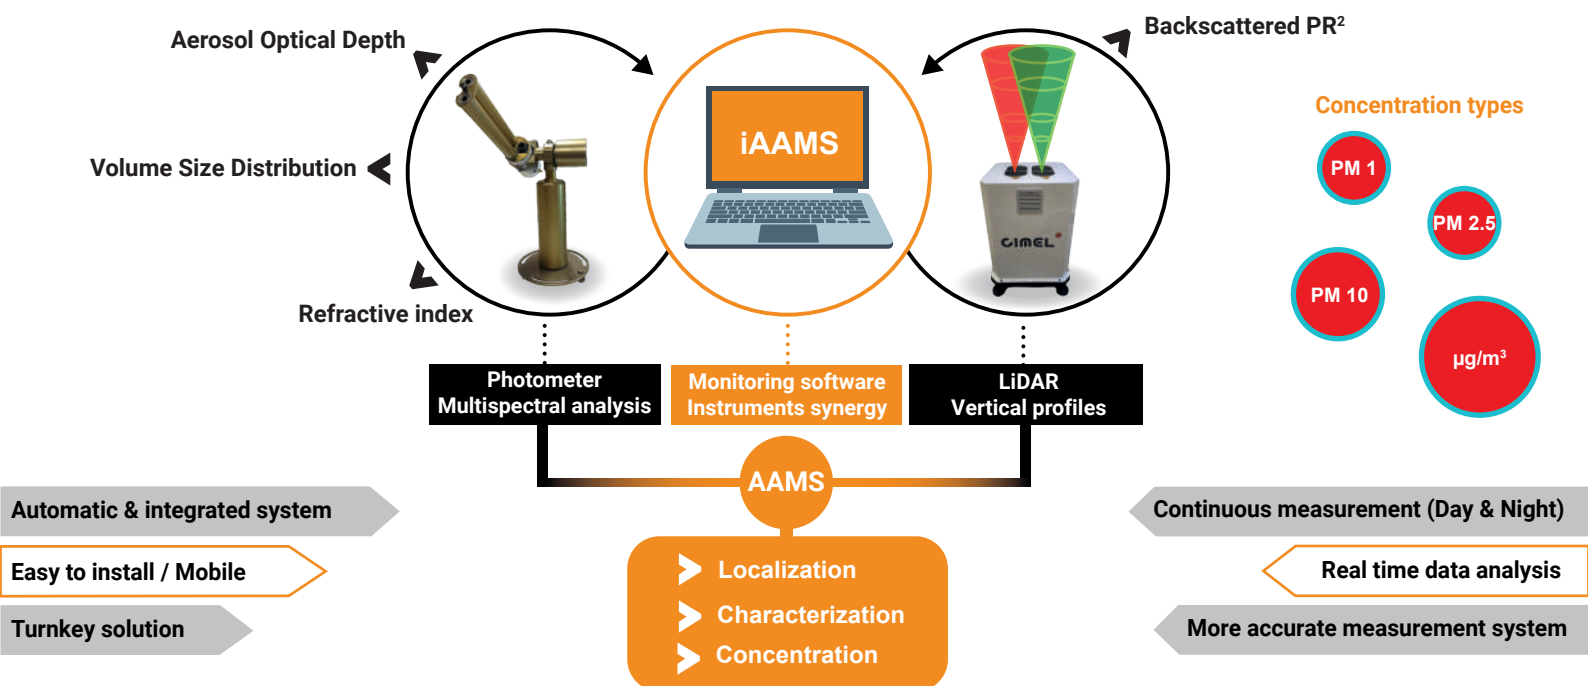 Aerosol Optical Depth
Backscattered PR²
Volume Size Distribution
Refractive index
iAAMS
CIMEL
Concentration types
PM 1
PM 2.5
PM 10
µg/m³
Photometer
Multispectral analysis
Monitoring software
Instruments synergy
LiDAR
Vertical profiles
AAMS
Automatic & integrated system
Easy to install / Mobile
Turnkey solution
Localization
Characterization
Concentration
Continuous measurement (Day & Night)
Real time data analysis
More accurate measurement system